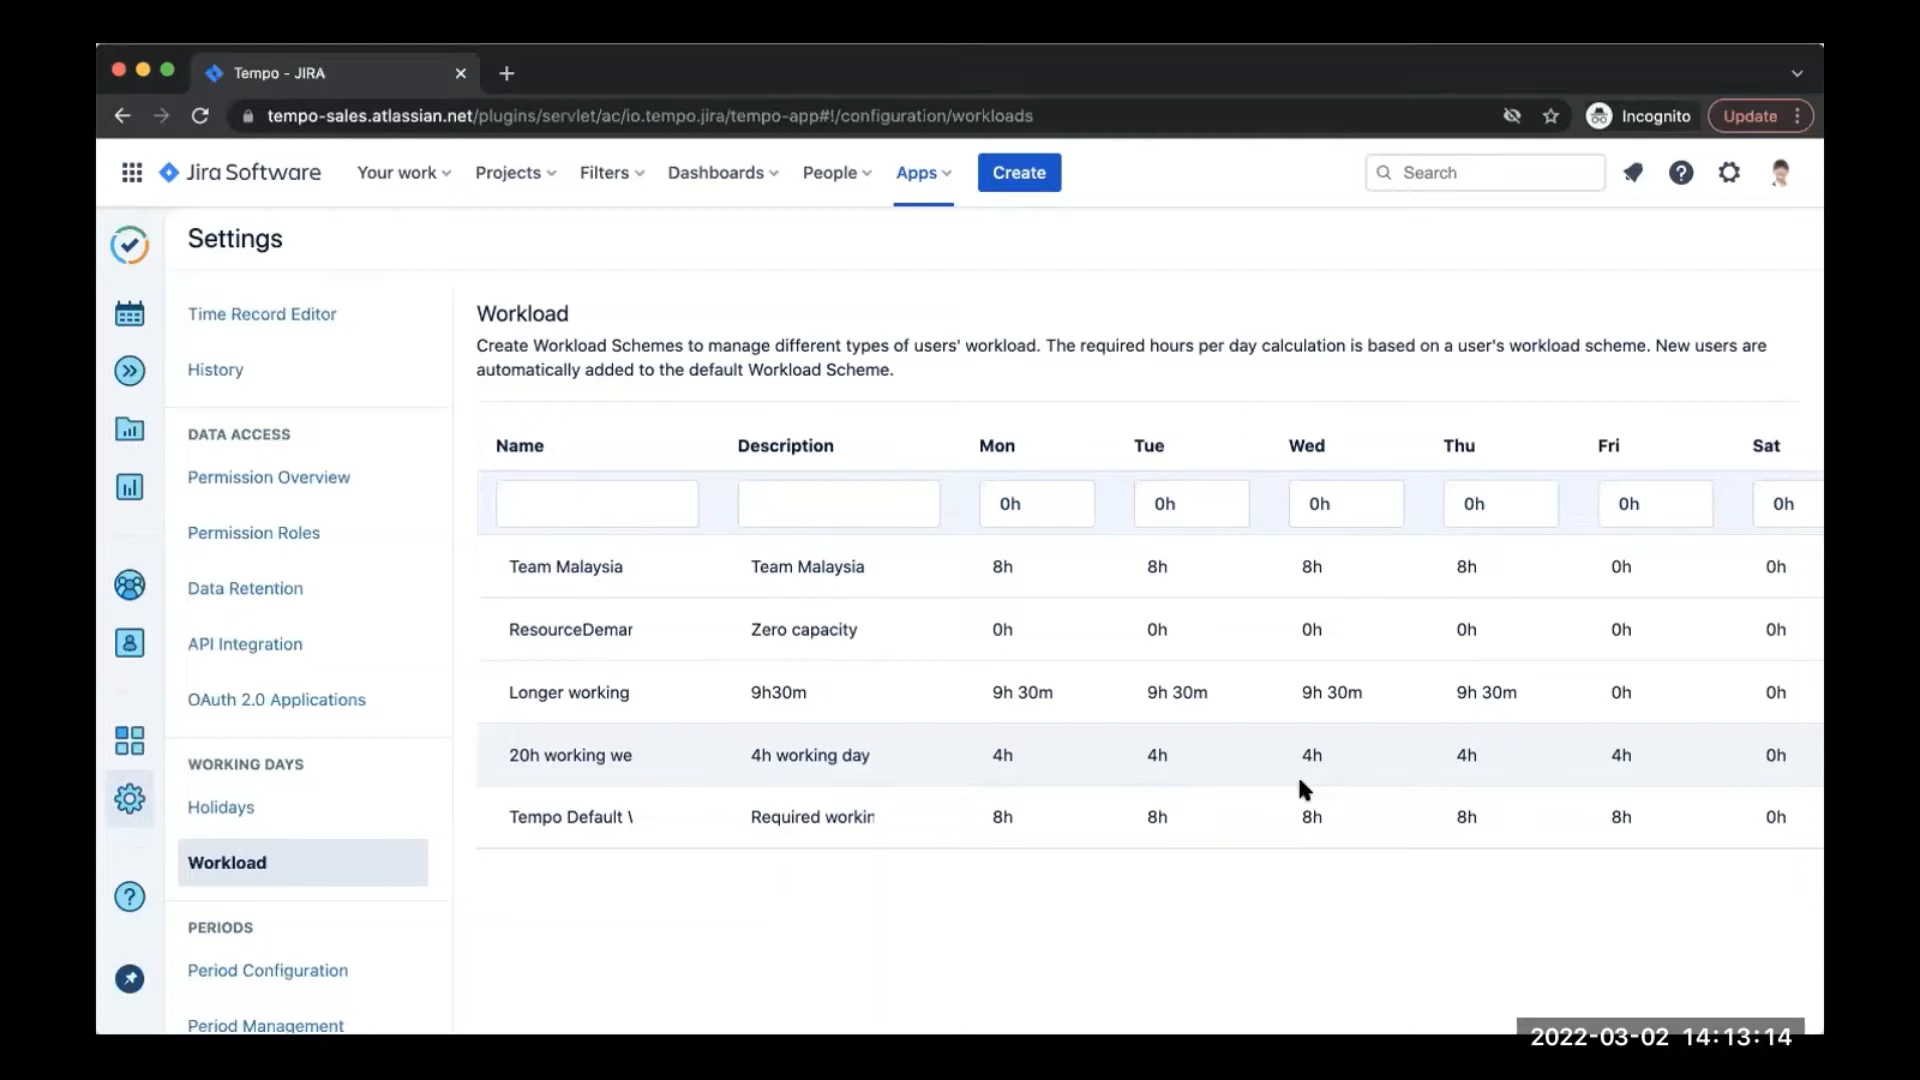 Tempo - JIRA
tempo-sales.atlassian.net/plugins/servlet/ac/io.tempo.jira/tempo-app#!/configuration/workloads
Incognito
Update
Jira Software Your work Projects Filters Dashboards People Apps Create Search
Settings
Time Record Editor
History
DATA ACCESS
Permission Overview
Permission Roles
Data Retention
API Integration
OAuth 2.0 Applications
WORKING DAYS
Holidays
Workload
PERIODS
Period Configuration
Period Management
Workload
Create Workload Schemes to manage different types of users' workload. The required hours per day calculation is based on a user's workload scheme. New users are
automatically added to the default Workload Scheme.
Name Description Mon Tue Wed Thu Fri Sat
0h 0h 0h 0h 0h 0h
Team Malaysia Team Malaysia 8h 8h 8h 8h 0h 0h
ResourceDemar Zero capacity 0h 0h 0h 0h 0h 0h
Longer working 9h30m 9h 30m 9h 30m 9h 30m 9h 30m 0h 0h
20h working we 4h working day 4h 4h 4h 4h 4h 0h
Tempo Default \ Required workin 8h 8h 8h 8h 8h 0h
2022-03-02 14:13:14